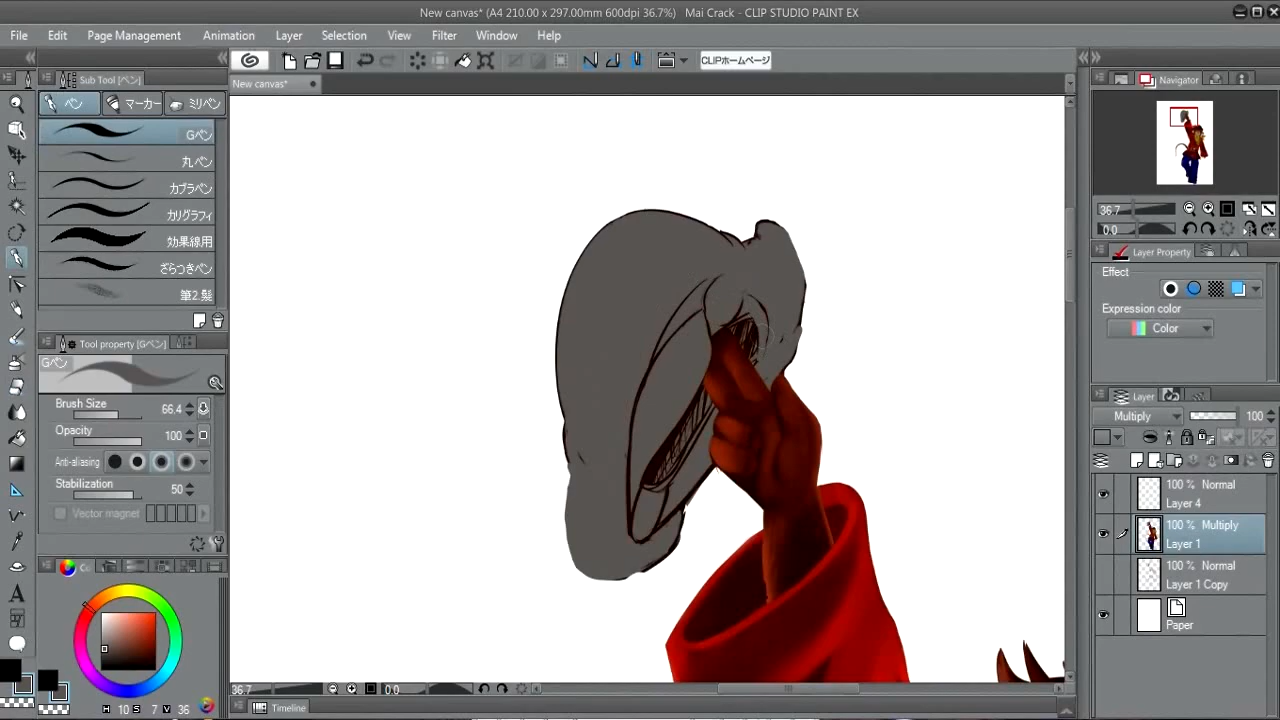 New canvas* (A4 210.00 x 297.00mm 600dpi 36.7%) Mai Crack - CLIP STUDIO PAINT EX
File Edit Page Management Animation Layer Selection View Filter Window Help
CLIPホームページ
New canvas*
Sub Tool [ペン]
ペン マーカー ミリペン
Gペン
丸ペン
カブラペン
カリグラフィ
効果線用
ざらつきペン
筆2.髪
Tool property [Gペン]
Gペン
Brush Size 66.4
Opacity 100
Anti-aliasing
Stabilization 50
Vector magnet
H 10 S 7 V 36
36.7 0.0
Timeline
Navigator
36.7
0.0
Layer Property
Effect
Expression color
Color
Layer
Multiply 100
100 % Normal
Layer 4
100 % Multiply
Layer 1
100 % Normal
Layer 1 Copy
Paper